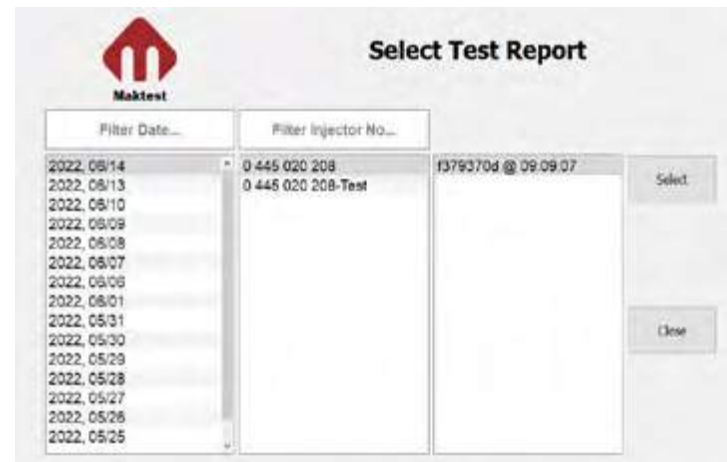 Select Test Report
Maktest
Filter Date...
Filter Injector No...
2022, 06/14
2022, 06/13
2022, 06/10
2022, 06/09
2022, 06/08
2022, 06/07
2022, 06/06
2022, 06/01
2022, 05/31
2022, 05/30
2022, 05/29
2022, 05/28
2022, 05/27
2022, 05/26
2022, 05/25
0 445 020 208
0 445 020 208-Test
f379370d @ 09:09:07
Select
Close